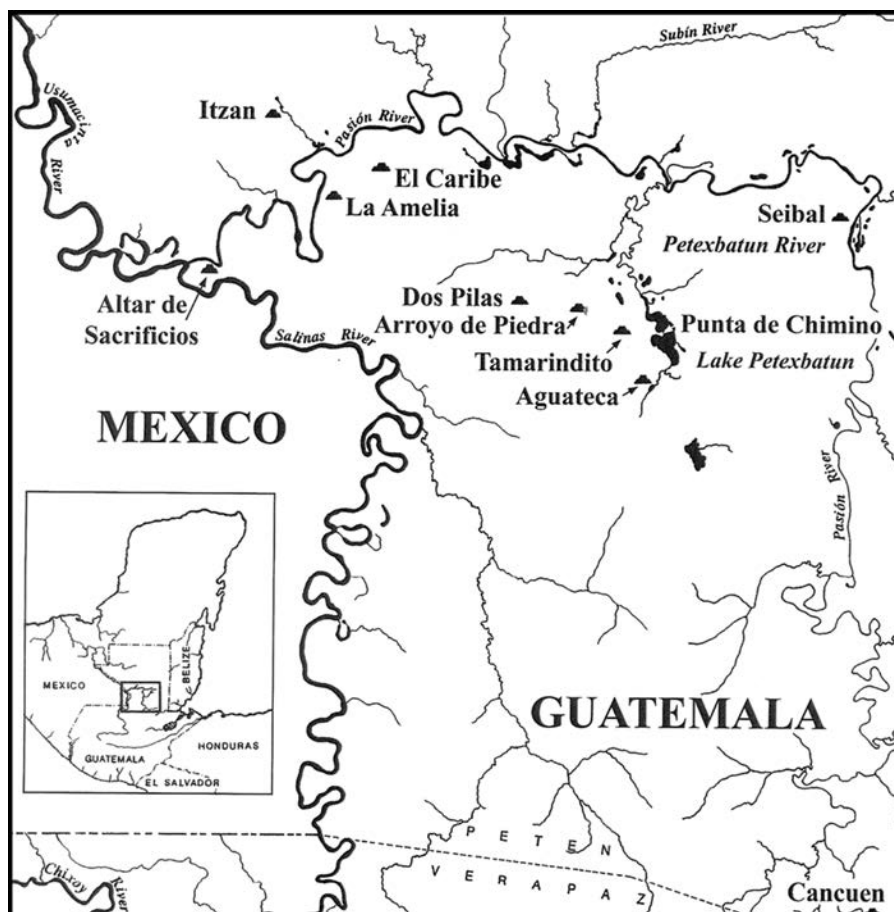 Subín River
Usumacinta
River
Itzan
Pasión River
El Caribe
La Amelia
Seibal
Petexbatun River
Altar de
Sacrificios
Dos Pilas
Arroyo de Piedra
Punta de Chimino
Salinas River
Tamarindito
Lake Petexbatun
Aguateca
MEXICO
Pasión River
BELIZE
MEXICO
GUATEMALA
HONDURAS
GUATEMALA
EL SALVADOR
PETEN
VERAPAZ
Chixoy
River
Cancuen